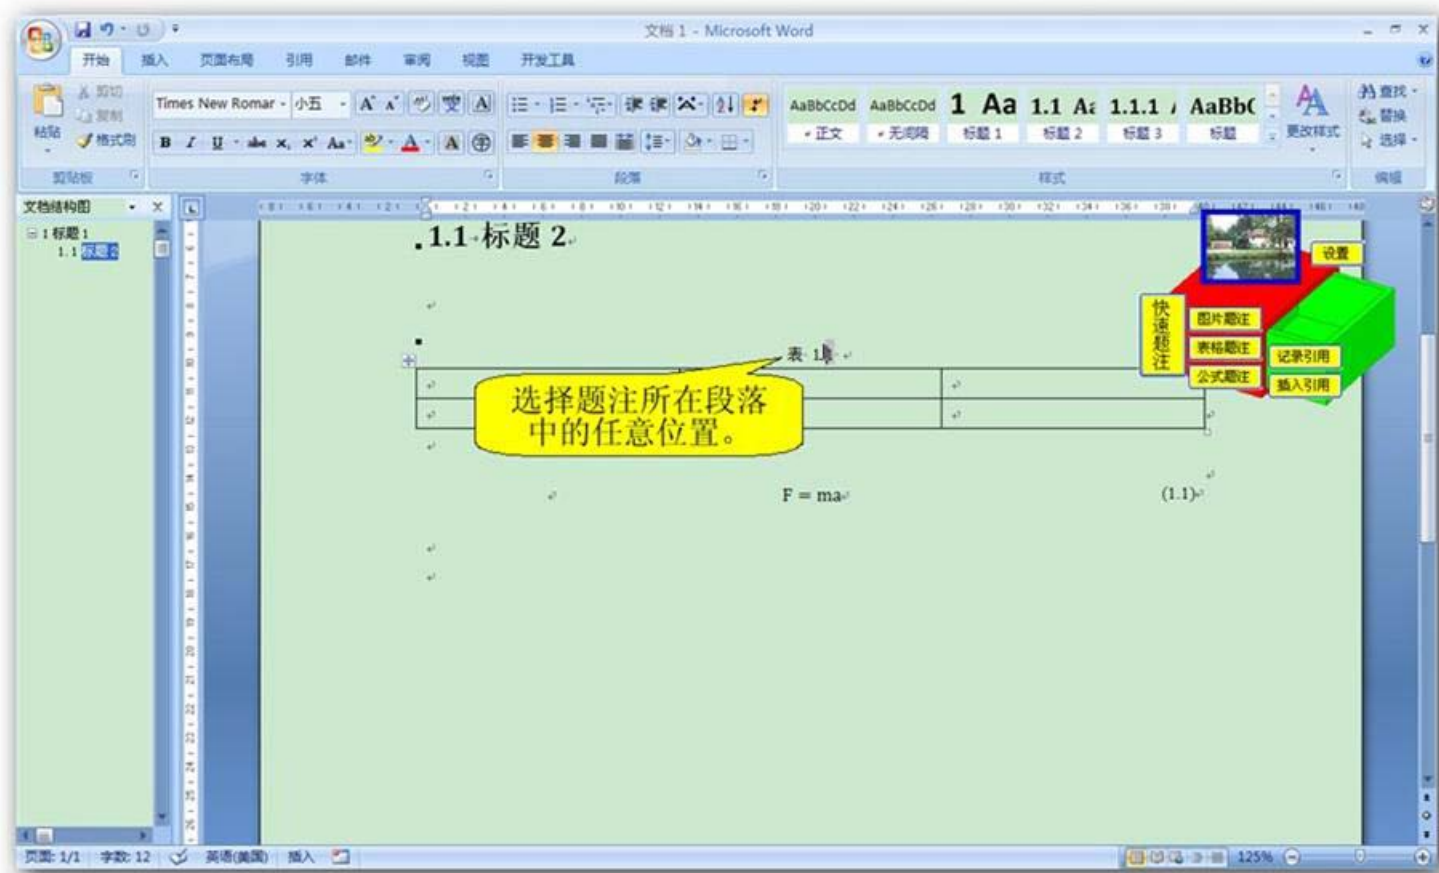 文档 1 - Microsoft Word
开始 插入 页面布局 引用 邮件 审阅 视图 开发工具
剪切
复制
格式刷
粘贴
Times New Romar 小五
B I U abc x₂ x² Aa
AaBbCcDd AaBbCcDd 1 Aa 1.1 Aa 1.1.1 AaBbC
正文 无间隔 标题 1 标题 2 标题 3 标题
更改样式
查找
替换
选择
剪贴板 字体 段落 样式 编辑
文档结构图
1 标题 1
1.1 标题 2
1.1 标题 2
设置
快速题注
图片题注
表格题注
公式题注
记录引用
插入引用
表 1.
选择题注所在段落
中的任意位置。
F = ma
(1.1)
页面: 1/1 字数: 12 英语(美国) 插入 125%